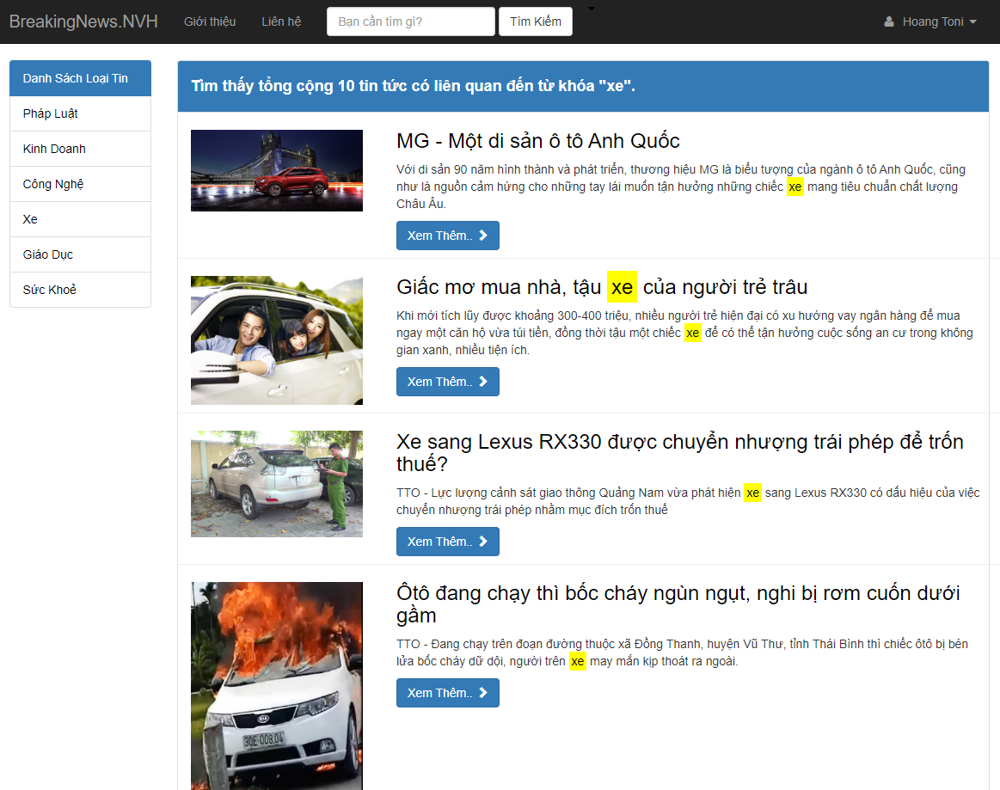 BreakingNews.NVH Giới thiệu Liên hệ Bạn cần tìm gì? Tìm Kiếm Hoang Toni
Danh Sách Loại Tin
Pháp Luật
Kinh Doanh
Công Nghệ
Xe
Giáo Dục
Sức Khoẻ
Tìm thấy tổng cộng 10 tin tức có liên quan đến từ khóa "xe".
MG - Một di sản ô tô Anh Quốc
Với di sản 90 năm hình thành và phát triển, thương hiệu MG là biểu tượng của ngành ô tô Anh Quốc, cũng
như là nguồn cảm hứng cho những tay lái muốn tận hưởng những chiếc xe mang tiêu chuẩn chất lượng
Châu Âu.
Xem Thêm..
Giấc mơ mua nhà, tậu xe của người trẻ trâu
Khi mới tích lũy được khoảng 300-400 triệu, nhiều người trẻ hiện đại có xu hướng vay ngân hàng để mua
ngay một căn hộ vừa túi tiền, đồng thời tậu một chiếc xe để có thể tận hưởng cuộc sống an cư trong không
gian xanh, nhiều tiện ích.
Xem Thêm..
Xe sang Lexus RX330 được chuyển nhượng trái phép để trốn
thuế?
TTO - Lực lượng cảnh sát giao thông Quảng Nam vừa phát hiện xe sang Lexus RX330 có dấu hiệu của việc
chuyển nhượng trái phép nhằm mục đích trốn thuế
Xem Thêm..
Ôtô đang chạy thì bốc cháy ngùn ngụt, nghi bị rơm cuốn dưới
gầm
TTO - Đang chạy trên đoạn đường thuộc xã Đồng Thanh, huyện Vũ Thư, tỉnh Thái Bình thì chiếc ôtô bị bén
lửa bốc cháy dữ dội, người trên xe may mắn kịp thoát ra ngoài.
Xem Thêm..
KIA
30E-008.04